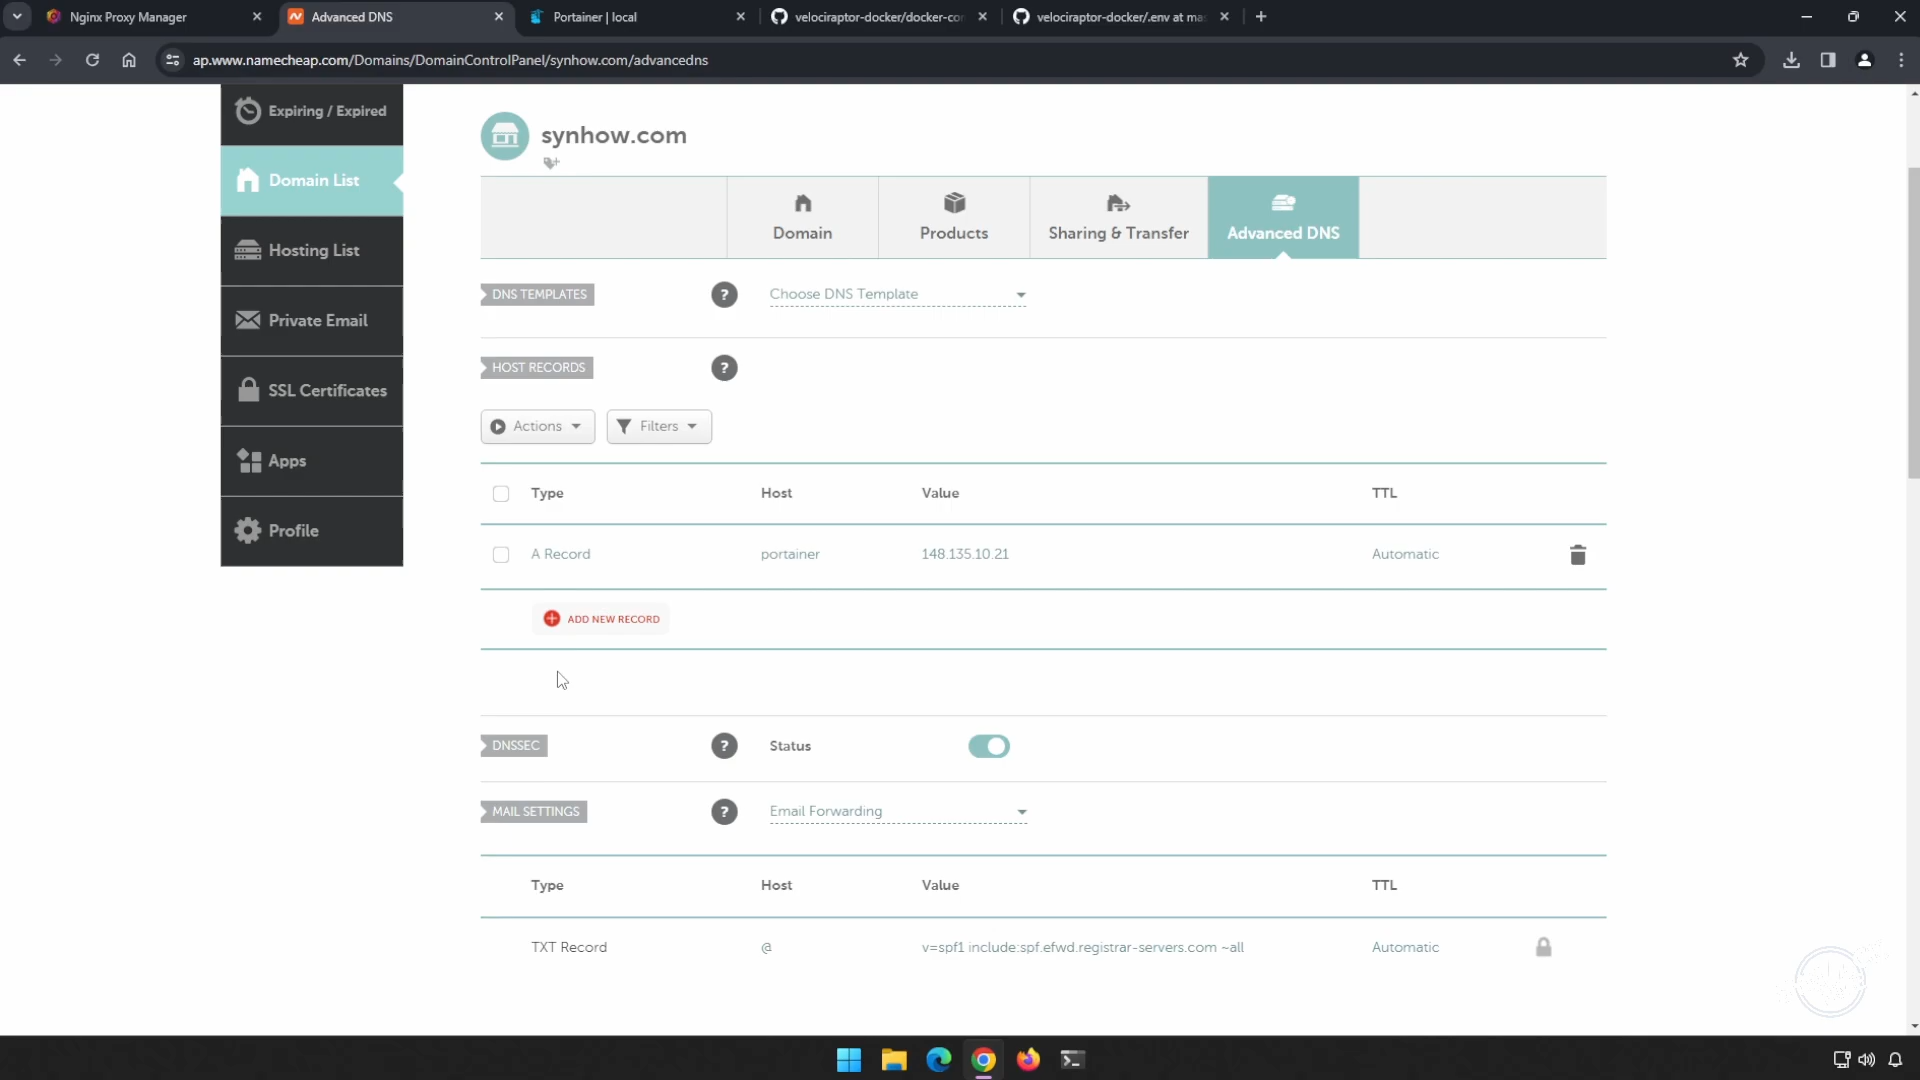 Nginx Proxy Manager
Advanced DNS
Portainer | local
velociraptor-docker/docker-co
velociraptor-docker/.env at ma
ap.www.namecheap.com/Domains/DomainControlPanel/synhow.com/advancedns
Expiring / Expired
Domain List
Hosting List
Private Email
SSL Certificates
Apps
Profile
synhow.com
Domain
Products
Sharing & Transfer
Advanced DNS
DNS TEMPLATES
?
Choose DNS Template
HOST RECORDS
?
Actions
Filters
Type Host Value TTL
A Record portainer 148.135.10.21 Automatic
ADD NEW RECORD
DNSSEC
?
Status
MAIL SETTINGS
?
Email Forwarding
Type Host Value TTL
TXT Record @ v=spf1 include:spf.efwd.registrar-servers.com ~all Automatic